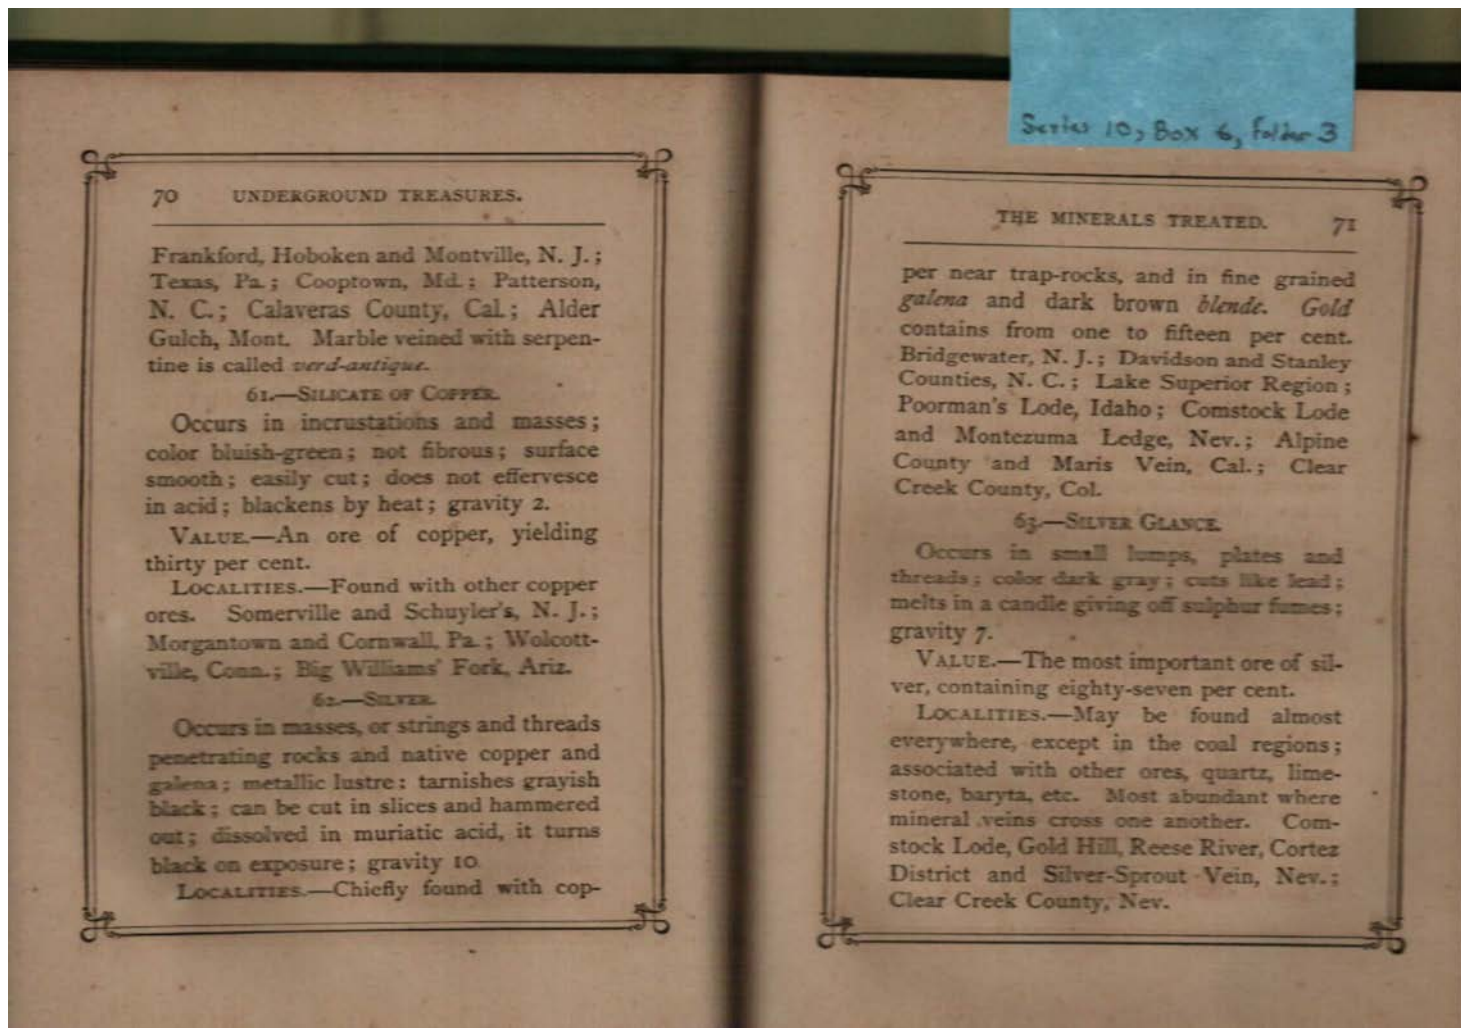 Series 10, Box 6, Folder 3
70 UNDERGROUND TREASURES.
Frankford, Hoboken and Montville, N. J.;
Texas, Pa.; Cooptown, Md.; Patterson,
N. C.; Calaveras County, Cal.; Alder
Gulch, Mont. Marble veined with serpen-
tine is called verd-antique.
61.—SILICATE OF COPPER.
Occurs in incrustations and masses;
color bluish-green; not fibrous; surface
smooth; easily cut; does not effervesce
in acid; blackens by heat; gravity 2.
VALUE.—An ore of copper, yielding
thirty per cent.
LOCALITIES.—Found with other copper
ores. Somerville and Schuyler's, N. J.;
Morgantown and Cornwall, Pa.; Wolcott-
ville, Conn.; Big Williams' Fork, Ariz.
62.—SILVER.
Occurs in masses, or strings and threads
penetrating rocks and native copper and
galena; metallic lustre: tarnishes grayish
black; can be cut in slices and hammered
out; dissolved in muriatic acid, it turns
black on exposure; gravity 10
LOCALITIES.—Chiefly found with cop-
THE MINERALS TREATED. 71
per near trap-rocks, and in fine grained
galena and dark brown blende. Gold
contains from one to fifteen per cent.
Bridgewater, N. J.; Davidson and Stanley
Counties, N. C.; Lake Superior Region;
Poorman's Lode, Idaho; Comstock Lode
and Montezuma Ledge, Nev.; Alpine
County and Maris Vein, Cal.; Clear
Creek County, Col.
63.—SILVER GLANCE.
Occurs in small lumps, plates and
threads; color dark gray; cuts like lead;
melts in a candle giving off sulphur fumes;
gravity 7.
VALUE.—The most important ore of sil-
ver, containing eighty-seven per cent.
LOCALITIES.—May be found almost
everywhere, except in the coal regions;
associated with other ores, quartz, lime-
stone, baryta, etc. Most abundant where
mineral veins cross one another. Com-
stock Lode, Gold Hill, Reese River, Cortez
District and Silver-Sprout Vein, Nev.;
Clear Creek County, Nev.